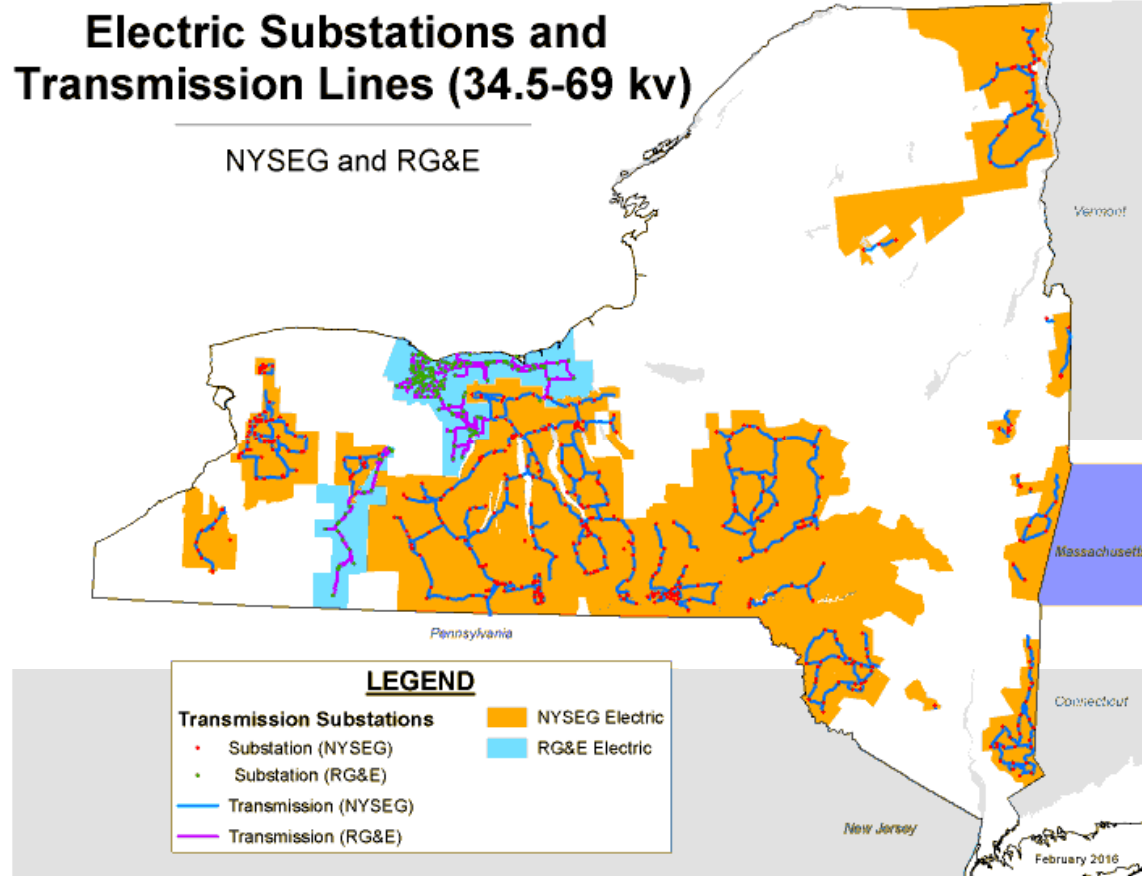 Electric Substations and
Transmission Lines (34.5-69 kv)
NYSEG and RG&E
Vermont
Massachusett
Pennsylvania
Connecticut
New Jersey
LEGEND
Transmission Substations
Substation (NYSEG)
Substation (RG&E)
Transmission (NYSEG)
Transmission (RG&E)
NYSEG Electric
RG&E Electric
February 2016